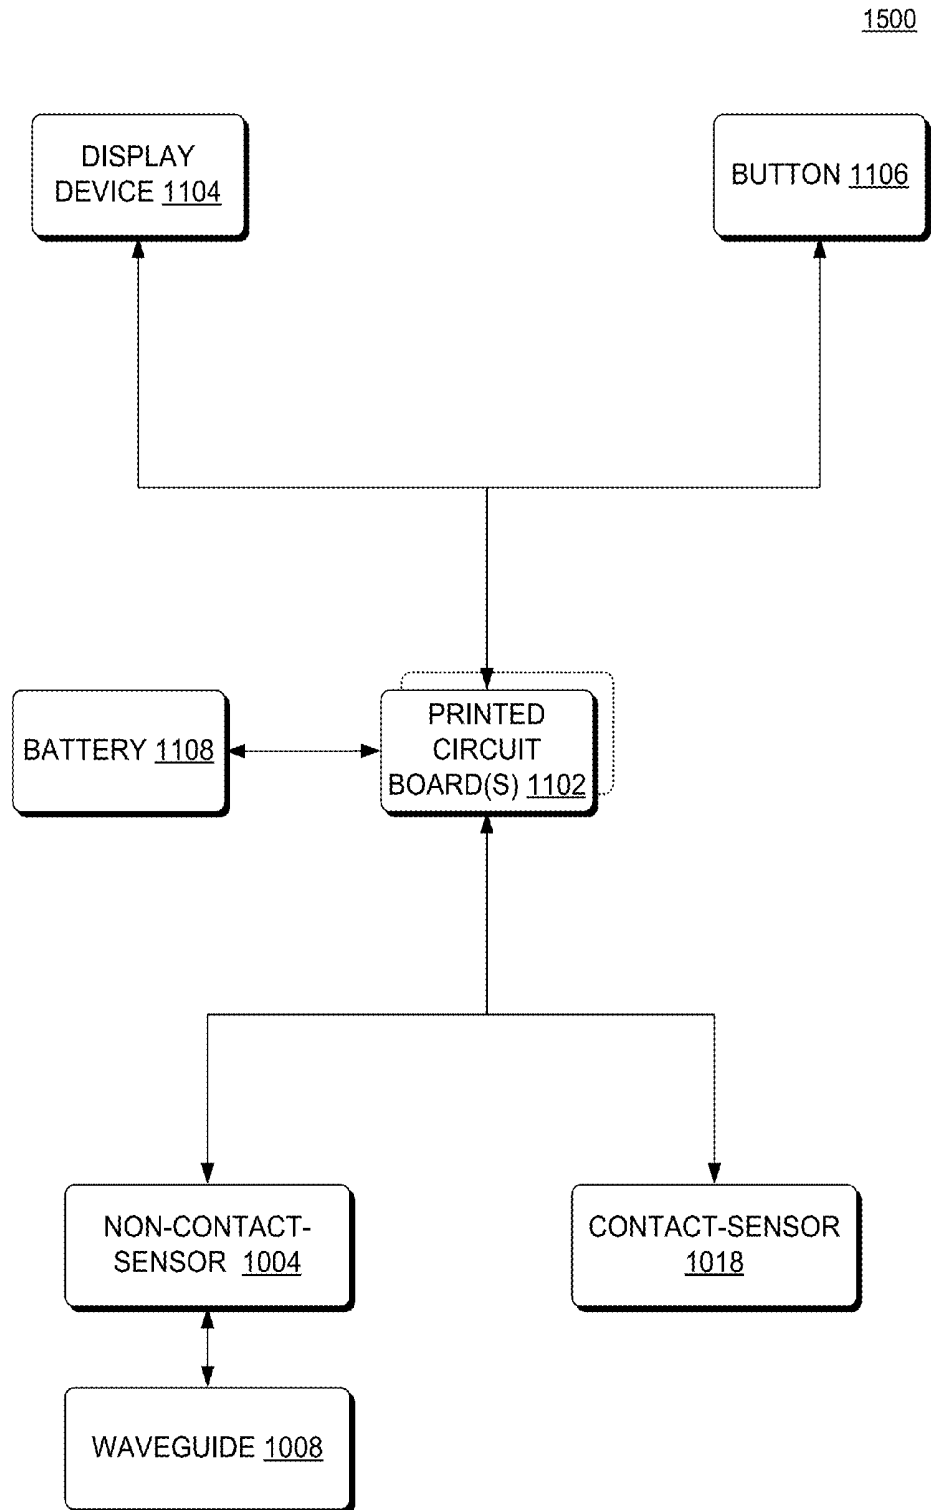 1500
DISPLAY
DEVICE 1104
BUTTON 1106
BATTERY 1108
PRINTED
CIRCUIT
BOARD(S) 1102
NON-CONTACT-
SENSOR 1004
CONTACT-SENSOR
1018
WAVEGUIDE 1008